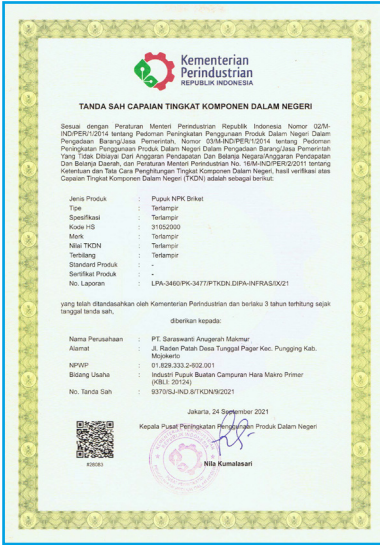 Kementerian
Perindustrian
REPUBLIK INDONESIA
TANDA SAH CAPAIAN TINGKAT KOMPONEN DALAM NEGERI
Sesuai dengan Peraturan Menteri Perindustrian Republik Indonesia Nomor 02/M-
IND/PER/1/2014 tentang Pedoman Peningkatan Penggunaan Produk Dalam Negeri Dalam
Pengadaan Barang/Jasa Pemerintah, Nomor 03/M-IND/PER/1/2014 tentang Pedoman
Peningkatan Penggunaan Produk Dalam Negeri Dalam Pengadaan Barang/Jasa Pemerintah
Yang Tidak Dibiayai Dari Anggaran Pendapatan Dan Belanja Negara/Anggaran Pendapatan
Dan Belanja Daerah, dan Peraturan Menteri Perindustrian No. 16/M-IND/PER/2/2011 tentang
Ketentuan dan Tata Cara Penghitungan Tingkat Komponen Dalam Negeri, hasil verifikasi atas
Capaian Tingkat Komponen Dalam Negeri (TKDN) adalah sebagai berikut:
Jenis Produk : Pupuk NPK Briket
Tipe : Terlampir
Spesifikasi : Terlampir
Kode HS : 31052000
Merk : Terlampir
Nilai TKDN : Terlampir
Terbilang : Terlampir
Standard Produk : -
Sertifikat Produk : -
No. Laporan : LPA-3460/PK-3477/PTKDN.DIPA-INFRAS/IX/21
yang telah ditandasahkan oleh Kementerian Perindustrian dan berlaku 3 tahun terhitung sejak
tanggal tanda sah,
diberikan kepada:
Nama Perusahaan : PT. Saraswanti Anugerah Makmur
Alamat : Jl. Raden Patah Desa Tunggal Pager Kec. Pungging Kab.
Mojokerto
NPWP : 01.829.333.2-602.001
Bidang Usaha : Industri Pupuk Buatan Campuran Hara Makro Primer
(KBLI: 20124)
No. Tanda Sah : 9370/SJ-IND.8/TKDN/9/2021
Jakarta, 24 September 2021
Kepala Pusat Peningkatan Penggunaan Produk Dalam Negeri
Nila Kumalasari